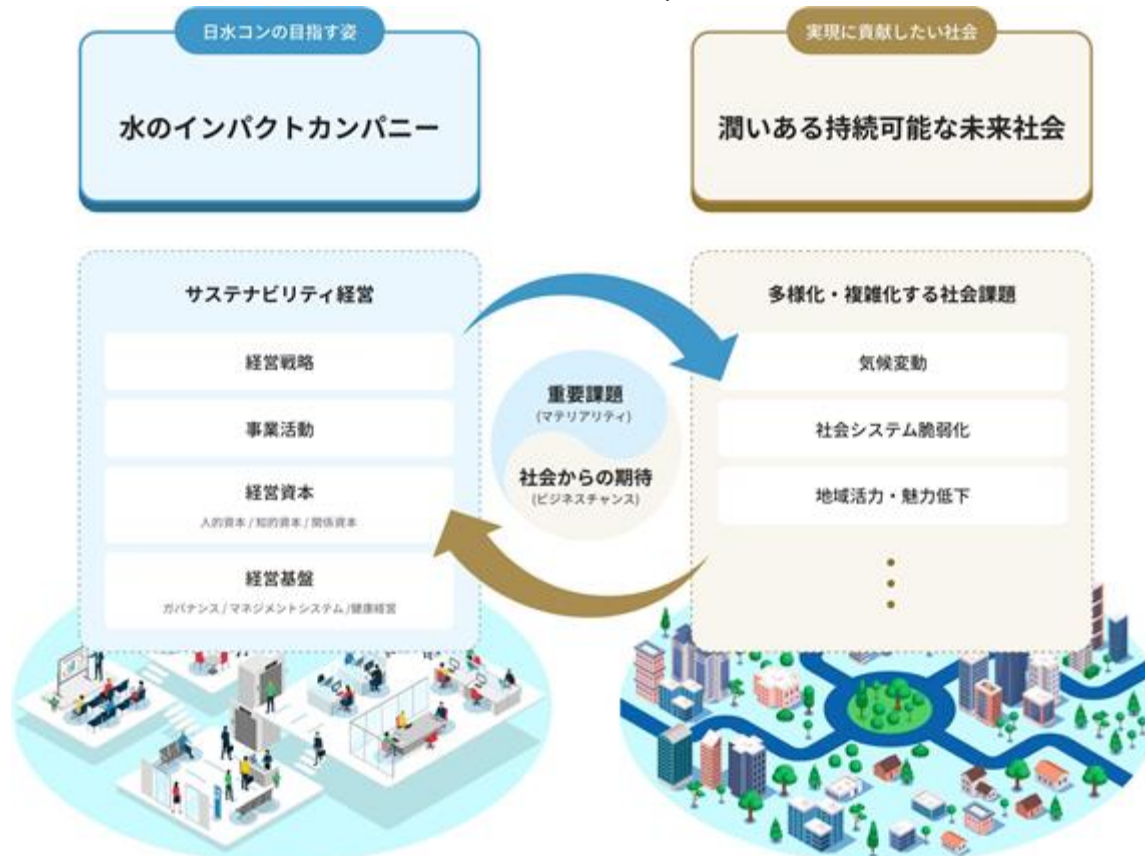 日水コンの目指す姿
水のインパクトカンパニー
実現に貢献したい社会
潤いある持続可能な未来社会
サステナビリティ経営
経営戦略
事業活動
経営資本
人的資本 / 知的資本 / 関係資本
経営基盤
ガバナンス / マネジメントシステム /健康経営
重要課題
(マテリアリティ)
社会からの期待
(ビジネスチャンス)
多様化・複雑化する社会課題
気候変動
社会システム脆弱化
地域活力・魅力低下